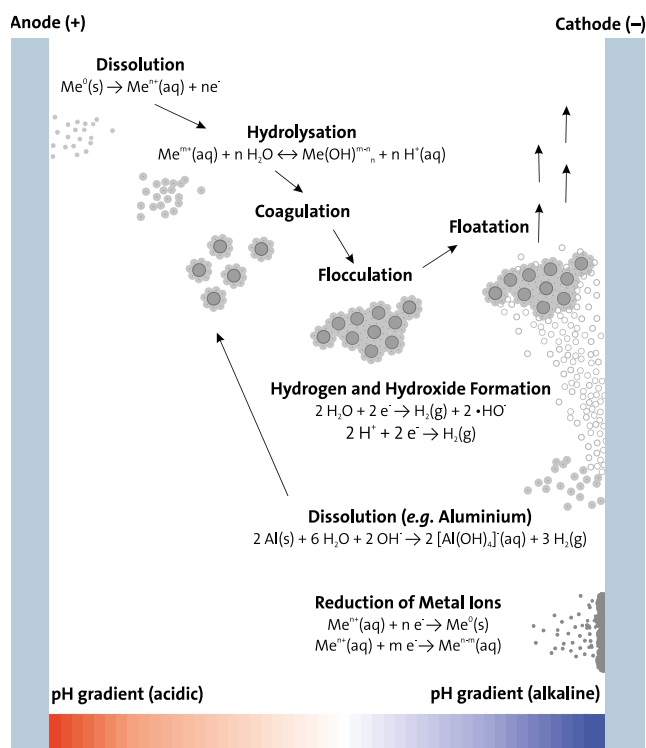 Anode (+)
Cathode (–)
Dissolution
Me⁰(s) → Meⁿ⁺(aq) + ne⁻
Hydrolysation
Meᵐ⁺(aq) + n H₂O ↔ Me(OH)ᵐ⁻ⁿₙ + n H⁺(aq)
Coagulation
Floatation
Flocculation
Hydrogen and Hydroxide Formation
2 H₂O + 2 e⁻ → H₂(g) + 2 •HO⁻
2 H⁺ + 2 e⁻ → H₂(g)
Dissolution (e.g. Aluminium)
2 Al(s) + 6 H₂O + 2 OH⁻ → 2 [Al(OH)₄]⁻(aq) + 3 H₂(g)
Reduction of Metal Ions
Meⁿ⁺(aq) + n e⁻ → Me⁰(s)
Meⁿ⁺(aq) + m e⁻ → Meⁿ⁻ᵐ(aq)
pH gradient (acidic)
pH gradient (alkaline)